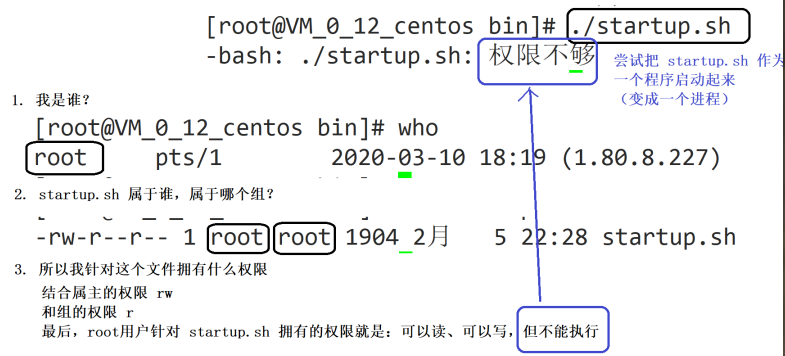 [root@VM_0_12_centos bin]# ./startup.sh
-bash: ./startup.sh: 权限不够
尝试把 startup.sh 作为
一个程序启动起来
（变成一个进程）
1. 我是谁？
[root@VM_0_12_centos bin]# who
root pts/1 2020-03-10 18:19 (1.80.8.227)
2. startup.sh 属于谁，属于哪个组？
-rw-r--r-- 1 root root 1904 2月 5 22:28 startup.sh
3. 所以我针对这个文件拥有什么权限
结合属主的权限 rw
和组的权限 r
最后，root用户针对 startup.sh 拥有的权限就是：可以读、可以写，但不能执行